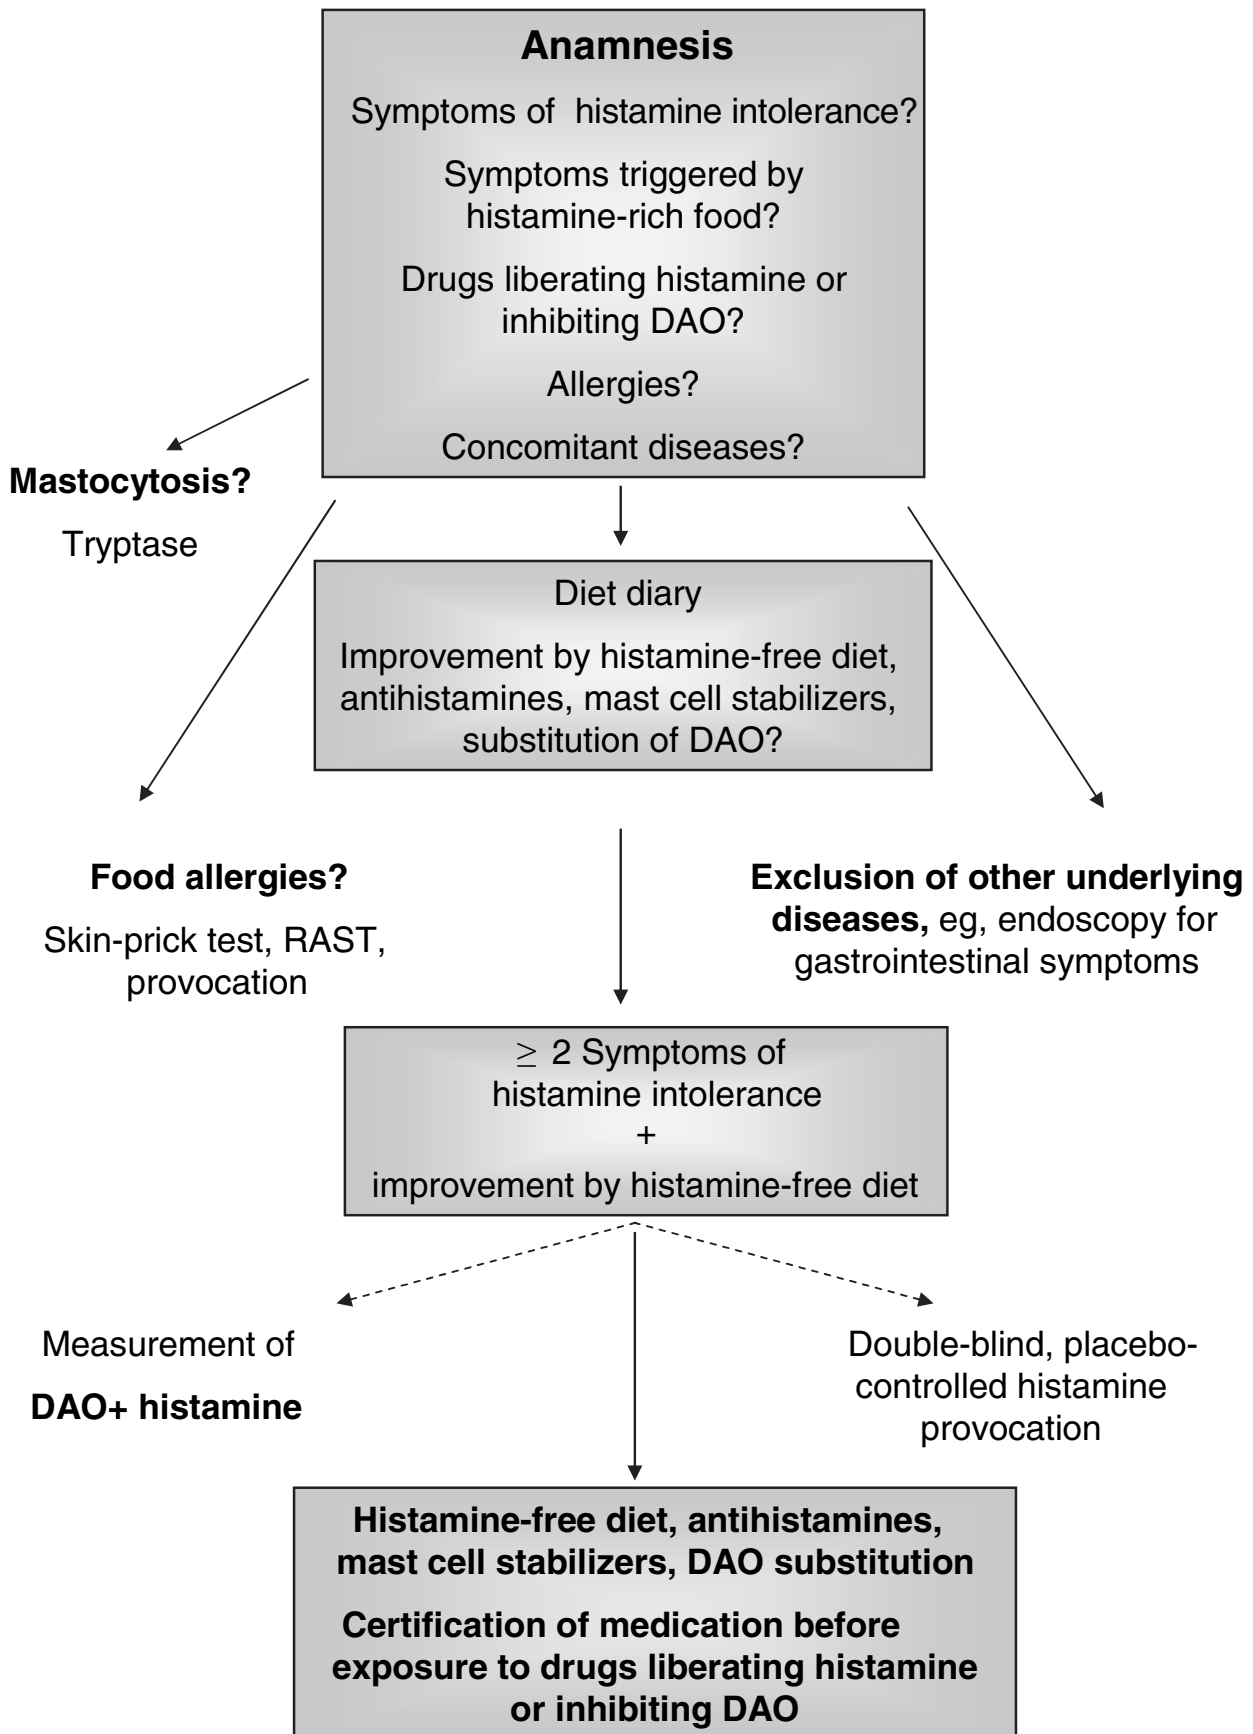 Anamnesis
Symptoms of histamine intolerance?
Symptoms triggered by
histamine-rich food?
Drugs liberating histamine or
inhibiting DAO?
Allergies?
Concomitant diseases?
Mastocytosis?
Tryptase
Diet diary
Improvement by histamine-free diet,
antihistamines, mast cell stabilizers,
substitution of DAO?
Food allergies?
Skin-prick test, RAST,
provocation
Exclusion of other underlying
diseases, eg, endoscopy for
gastrointestinal symptoms
≥ 2 Symptoms of
histamine intolerance
+
improvement by histamine-free diet
Measurement of
DAO+ histamine
Double-blind, placebo-
controlled histamine
provocation
Histamine-free diet, antihistamines,
mast cell stabilizers, DAO substitution
Certification of medication before
exposure to drugs liberating histamine
or inhibiting DAO